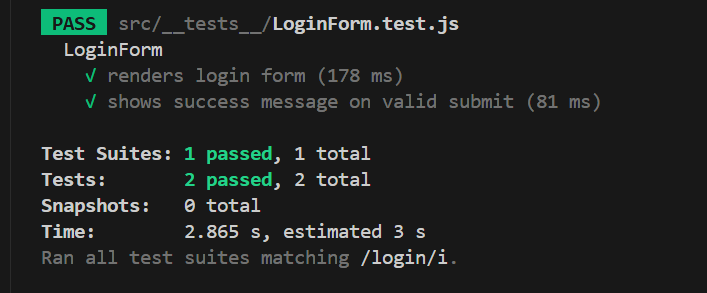 PASS src/__tests__/LoginForm.test.js
LoginForm
√ renders login form (178 ms)
√ shows success message on valid submit (81 ms)
Test Suites: 1 passed, 1 total
Tests: 2 passed, 2 total
Snapshots: 0 total
Time: 2.865 s, estimated 3 s
Ran all test suites matching /login/i.